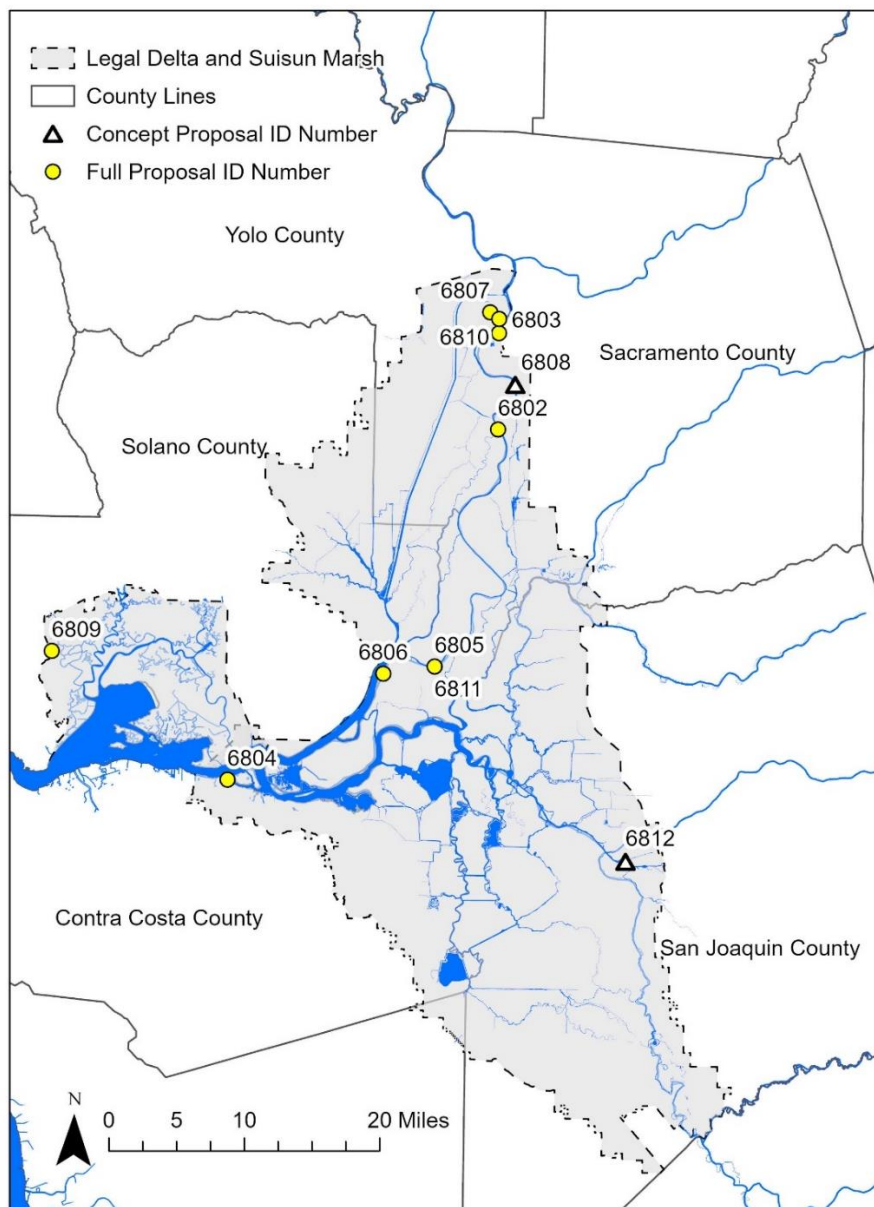 Legal Delta and Suisun Marsh
County Lines
Concept Proposal ID Number
Full Proposal ID Number
Yolo County
6807
6803
6810
Sacramento County
6808
6802
Solano County
6809
6806
6805
6811
6804
6812
Contra Costa County
San Joaquin County
N
0 5 10 20 Miles